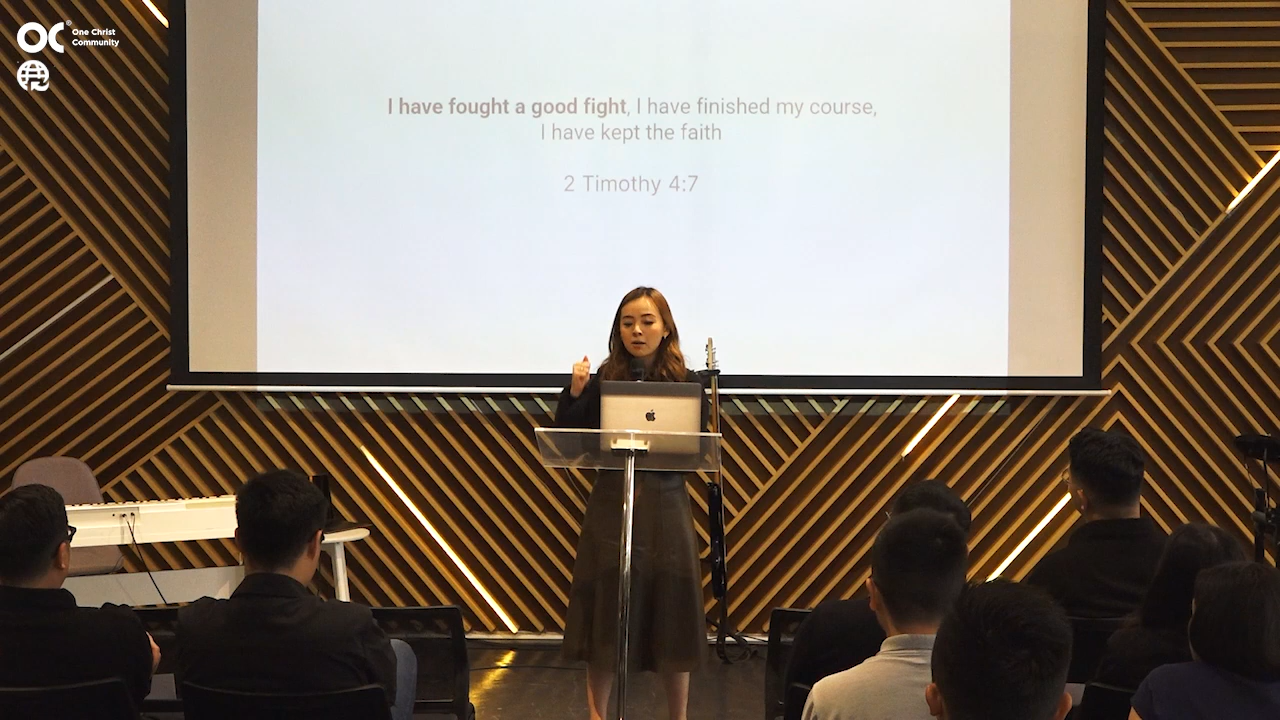 OC® One Christ
Community
I have fought a good fight, I have finished my course,
I have kept the faith
2 Timothy 4:7